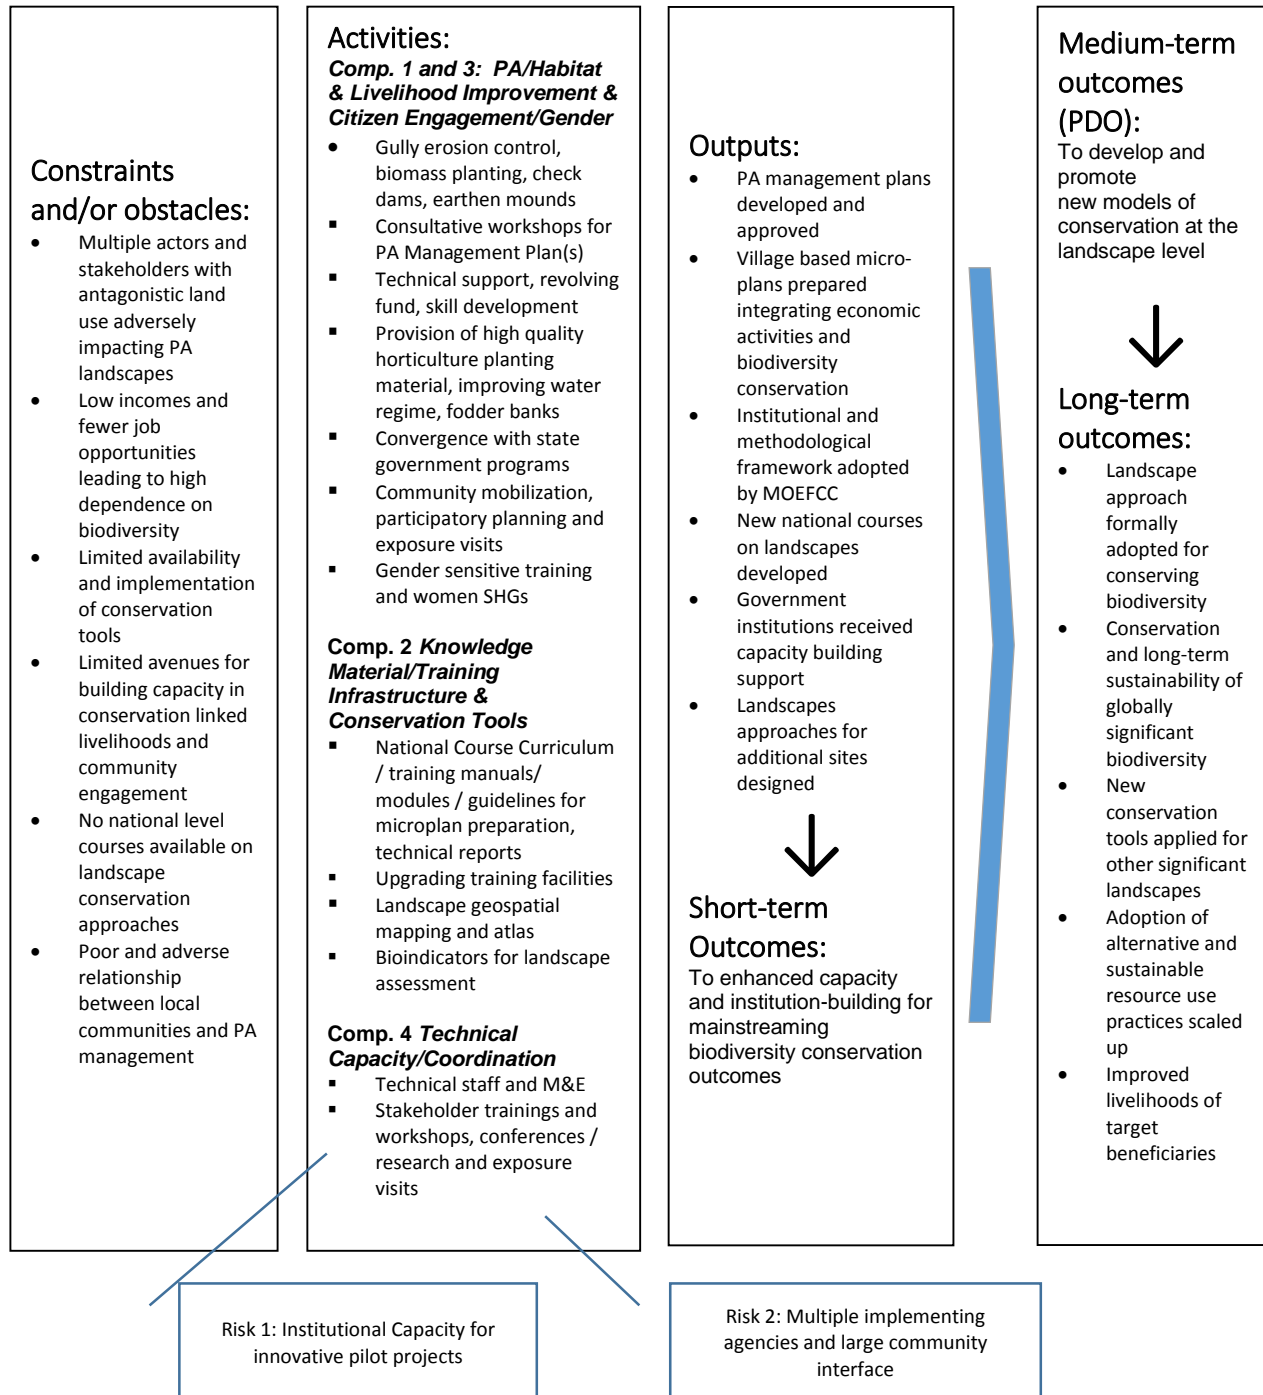 Constraints
and/or obstacles:
• Multiple actors and
stakeholders with
antagonistic land
use adversely
impacting PA
landscapes
• Low incomes and
fewer job
opportunities
leading to high
dependence on
biodiversity
• Limited availability
and implementation
of conservation
tools
• Limited avenues for
building capacity in
conservation linked
livelihoods and
community
engagement
• No national level
courses available on
landscape
conservation
approaches
• Poor and adverse
relationship
between local
communities and PA
management
Activities:
Comp. 1 and 3: PA/Habitat
& Livelihood Improvement &
Citizen Engagement/Gender
• Gully erosion control,
biomass planting, check
dams, earthen mounds
▪ Consultative workshops for
PA Management Plan(s)
▪ Technical support, revolving
fund, skill development
▪ Provision of high quality
horticulture planting
material, improving water
regime, fodder banks
▪ Convergence with state
government programs
▪ Community mobilization,
participatory planning and
exposure visits
▪ Gender sensitive training
and women SHGs
Comp. 2 Knowledge
Material/Training
Infrastructure &
Conservation Tools
▪ National Course Curriculum
/ training manuals/
modules / guidelines for
microplan preparation,
technical reports
▪ Upgrading training facilities
▪ Landscape geospatial
mapping and atlas
▪ Bioindicators for landscape
assessment
Comp. 4 Technical
Capacity/Coordination
▪ Technical staff and M&E
▪ Stakeholder trainings and
workshops, conferences /
research and exposure
visits
Outputs:
• PA management plans
developed and
approved
• Village based micro-
plans prepared
integrating economic
activities and
biodiversity
conservation
• Institutional and
methodological
framework adopted
by MOEFCC
• New national courses
on landscapes
developed
• Government
institutions received
capacity building
support
• Landscapes
approaches for
additional sites
designed
Short-term
Outcomes:
To enhanced capacity
and institution-building for
mainstreaming
biodiversity conservation
outcomes
Medium-term
outcomes
(PDO):
To develop and
promote
new models of
conservation at the
landscape level
Long-term
outcomes:
• Landscape
approach
formally
adopted for
conserving
biodiversity
• Conservation
and long-term
sustainability of
globally
significant
biodiversity
• New
conservation
tools applied for
other significant
landscapes
• Adoption of
alternative and
sustainable
resource use
practices scaled
up
• Improved
livelihoods of
target
beneficiaries
Risk 1: Institutional Capacity for
innovative pilot projects
Risk 2: Multiple implementing
agencies and large community
interface